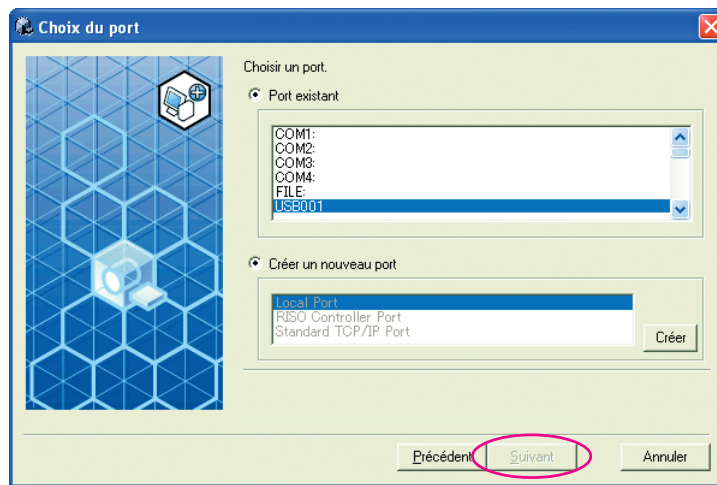 Choix du port
Choisir un port.
Port existant
COM1:
COM2:
COM3:
COM4:
FILE:
USB001
Créer un nouveau port
Local Port
RISO Controller Port
Standard TCP/IP Port
Créer
Précédent
Suivant
Annuler